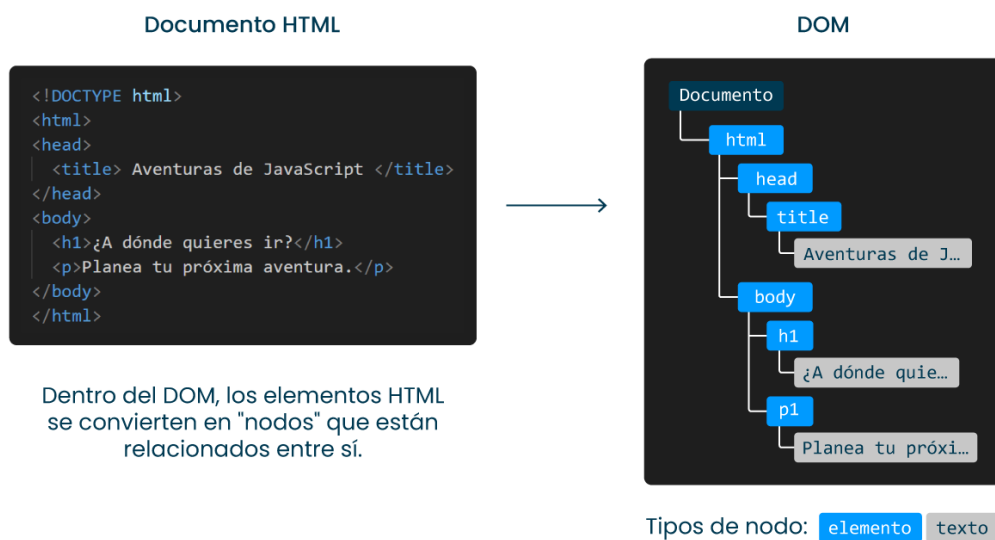 Documento HTML
<!DOCTYPE html>
<html>
<head>
<title> Aventuras de JavaScript </title>
</head>
<body>
<h1>¿A dónde quieres ir?</h1>
<p>Planea tu próxima aventura.</p>
</body>
</html>
Dentro del DOM, los elementos HTML
se convierten en "nodos" que están
relacionados entre sí.
DOM
Documento
html
head
title
Aventuras de J…
body
h1
¿A dónde quie…
p1
Planea tu próxi…
Tipos de nodo: elemento texto